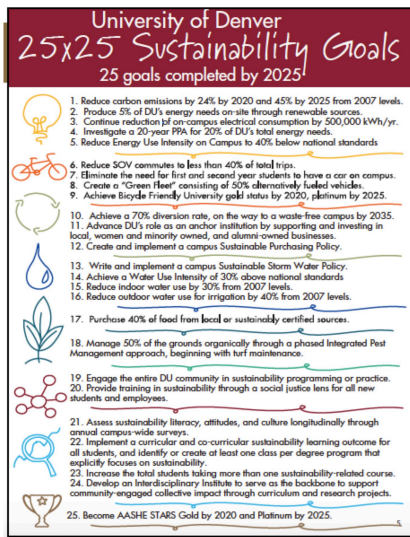 University of Denver
25x25 Sustainability Goals
25 goals completed by 2025
1. Reduce carbon emissions by 24% by 2020 and 45% by 2025 from 2007 levels.
2. Produce 5% of DU's energy needs on-site through renewable sources.
3. Continue reduction of on-campus electrical consumption by 500,000 kWh/yr.
4. Investigate a 20-year PPA for 20% of DU's total energy needs.
5. Reduce Energy Use Intensity on Campus to 40% below national standards
6. Reduce SOV commutes to less than 40% of total trips.
7. Eliminate the need for first and second year students to have a car on campus.
8. Create a "Green Fleet" consisting of 50% alternatively fueled vehicles.
9. Achieve Bicycle Friendly University gold status by 2020, platinum by 2025.
10. Achieve a 70% diversion rate, on the way to a waste-free campus by 2035.
11. Advance DU's role as an anchor institution by supporting and investing in
local, women and minority owned, and alumni-owned businesses.
12. Create and implement a campus Sustainable Purchasing Policy.
13. Write and implement a campus Sustainable Storm Water Policy.
14. Achieve a Water Use Intensity of 30% above national standards
15. Reduce indoor water use by 30% from 2007 levels.
16. Reduce outdoor water use for irrigation by 40% from 2007 levels.
17. Purchase 40% of food from local or sustainably certified sources.
18. Manage 50% of the grounds organically through a phased Integrated Pest
Management approach, beginning with turf maintenance.
19. Engage the entire DU community in sustainability programming or practice.
20. Provide training in sustainability through a social justice lens for all new
students and employees.
21. Assess sustainability literacy, attitudes, and culture longitudinally through
annual campus-wide surveys.
22. Implement a curricular and co-curricular sustainable learning outcome for
all students, and identify or create at least one class per degree program that
explicitly focuses on sustainability.
23. Increase the total students taking more than one sustainability-related course.
24. Develop an Interdisciplinary Institute to serve as the backbone to support
community-engaged collective impact through curriculum and research projects.
25. Become AASHE STARS Gold by 2020 and Platinum by 2025.
5